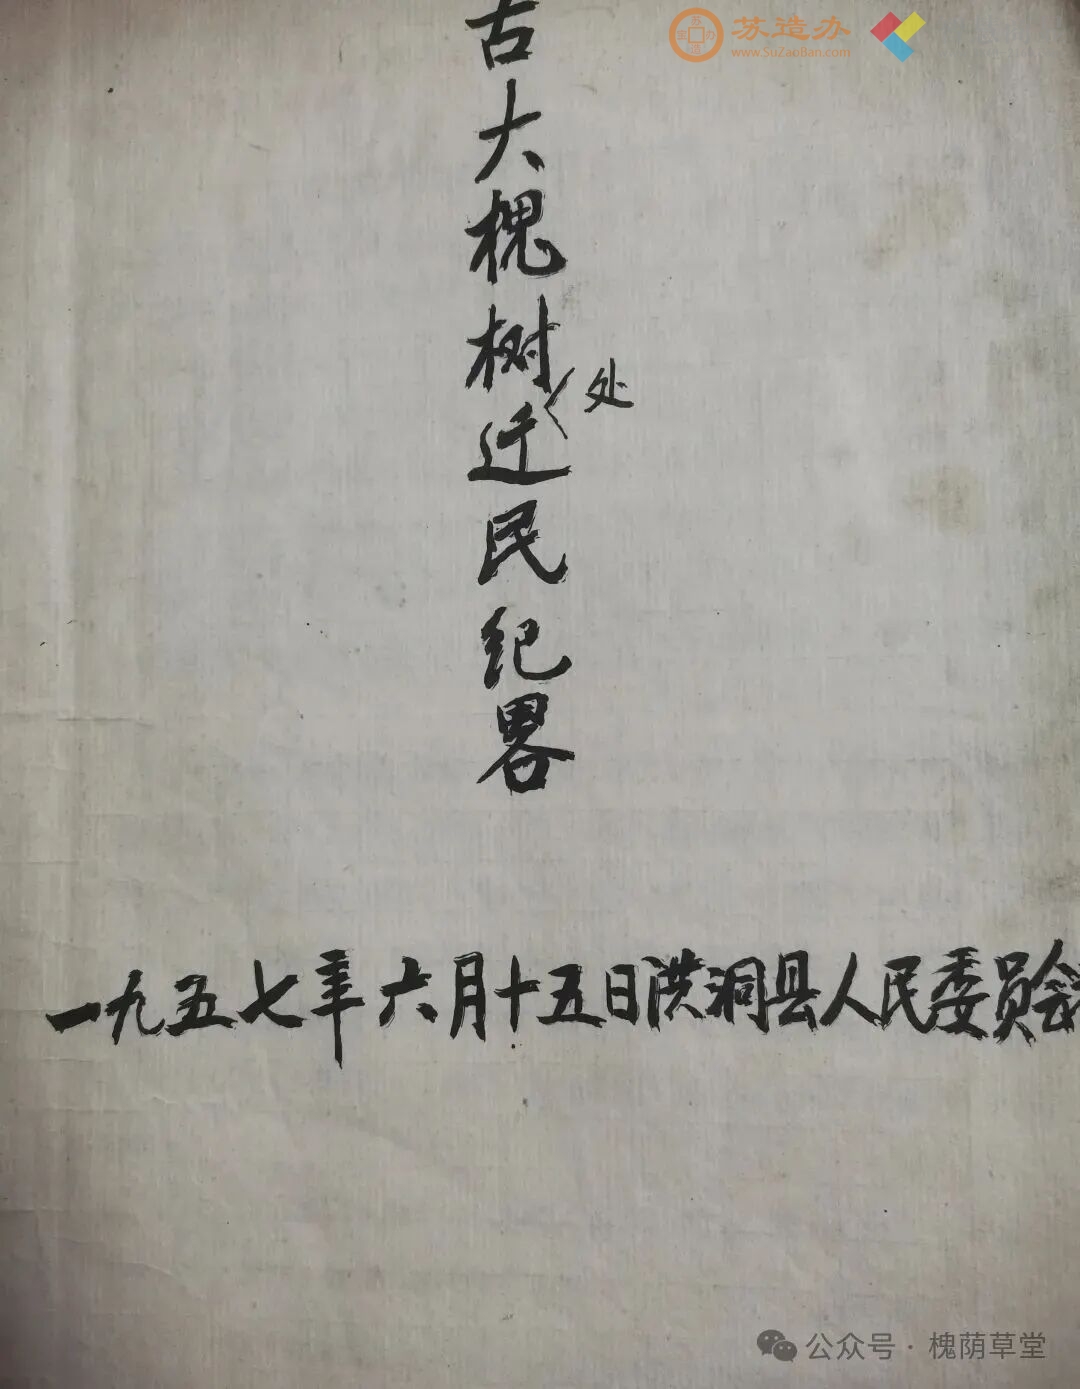 苏造办
www.SuZaoBan.com
古大槐树处迁民纪畧
一九五七年六月十五日洪洞县人民委员会
公众号·槐荫草堂